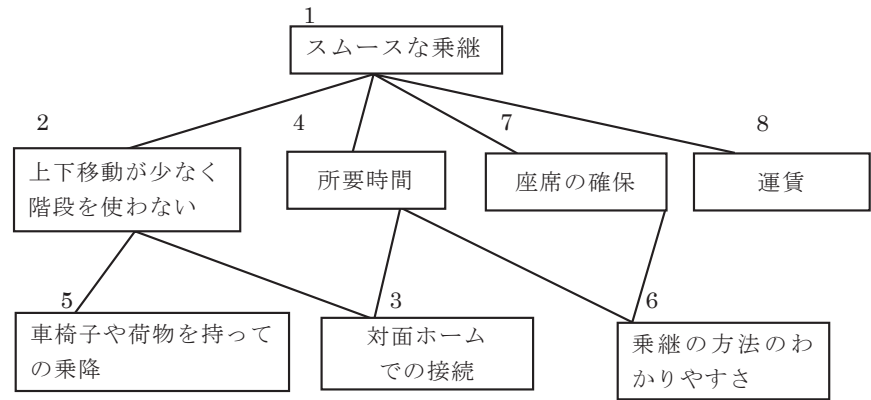 1
スムースな乗継
2
4
7
8
上下移動が少なく
階段を使わない
所要時間
座席の確保
運賃
5
3
6
車椅子や荷物を持って
の乗降
対面ホーム
での接続
乗継の方法のわ
かりやすさ